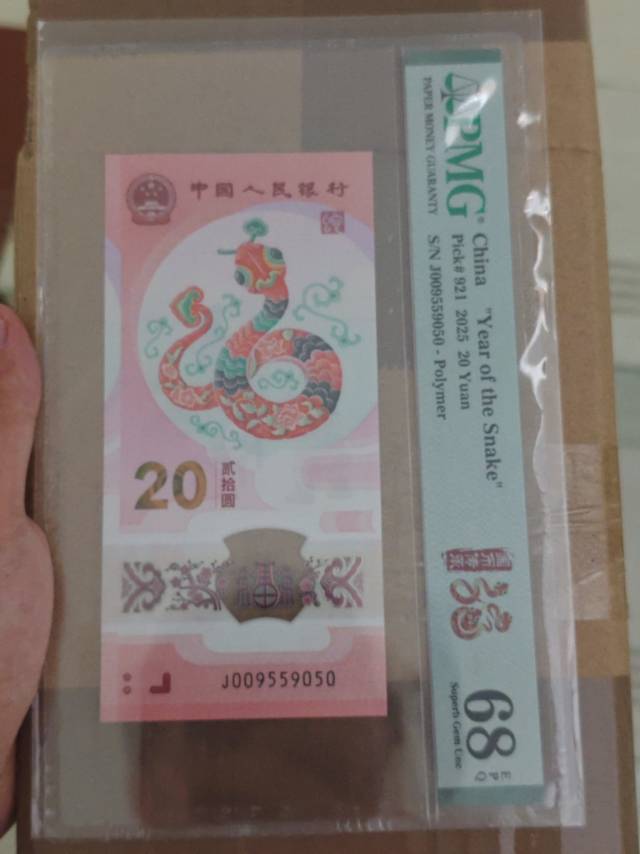 中国人民银行
20
贰拾圆
J009559050
PMG®
PAPER MONEY GUARANTY
China "Year of the Snake"
Pick# 921 2025 20 Yuan
S/N J009559050 - Polymer
68
EPQ
Superb Gem Unc